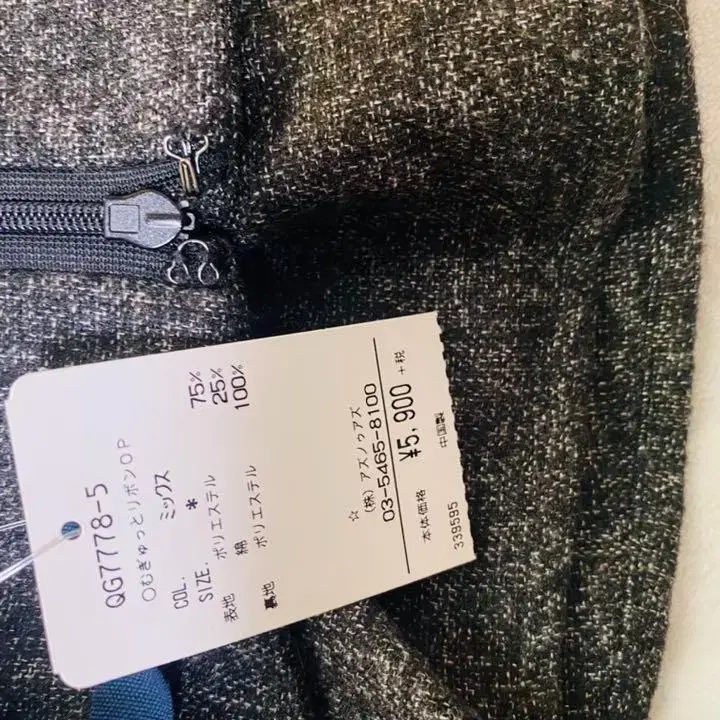 QG7778-5
○むぎゅっとリボンOP
COL. ミックス
SIZE. *
表地 ポリエステル 75%
綿 25%
裏地 ポリエステル 100%
☆
(株)アズノゥアズ
03-5465-8100
本体価格 ¥5,900 +税
339595 中国製